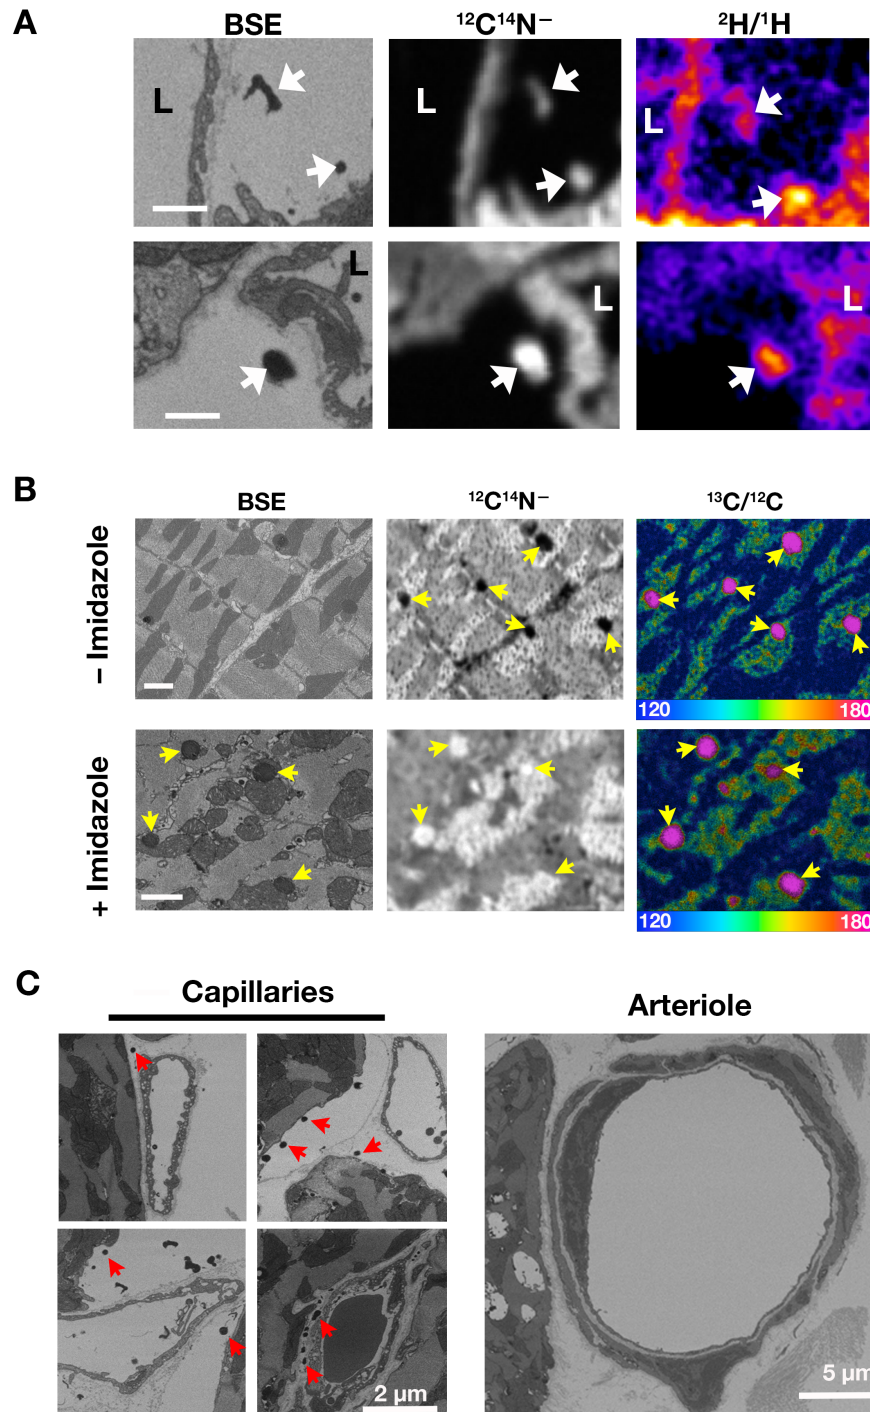 A
BSE
¹²C¹⁴N⁻
²H/¹H
L
L
L
L
L
L
B
BSE
¹²C¹⁴N⁻
¹³C/¹²C
− Imidazole
120
180
+ Imidazole
120
180
C
Capillaries
Arteriole
2 μm
5 μm